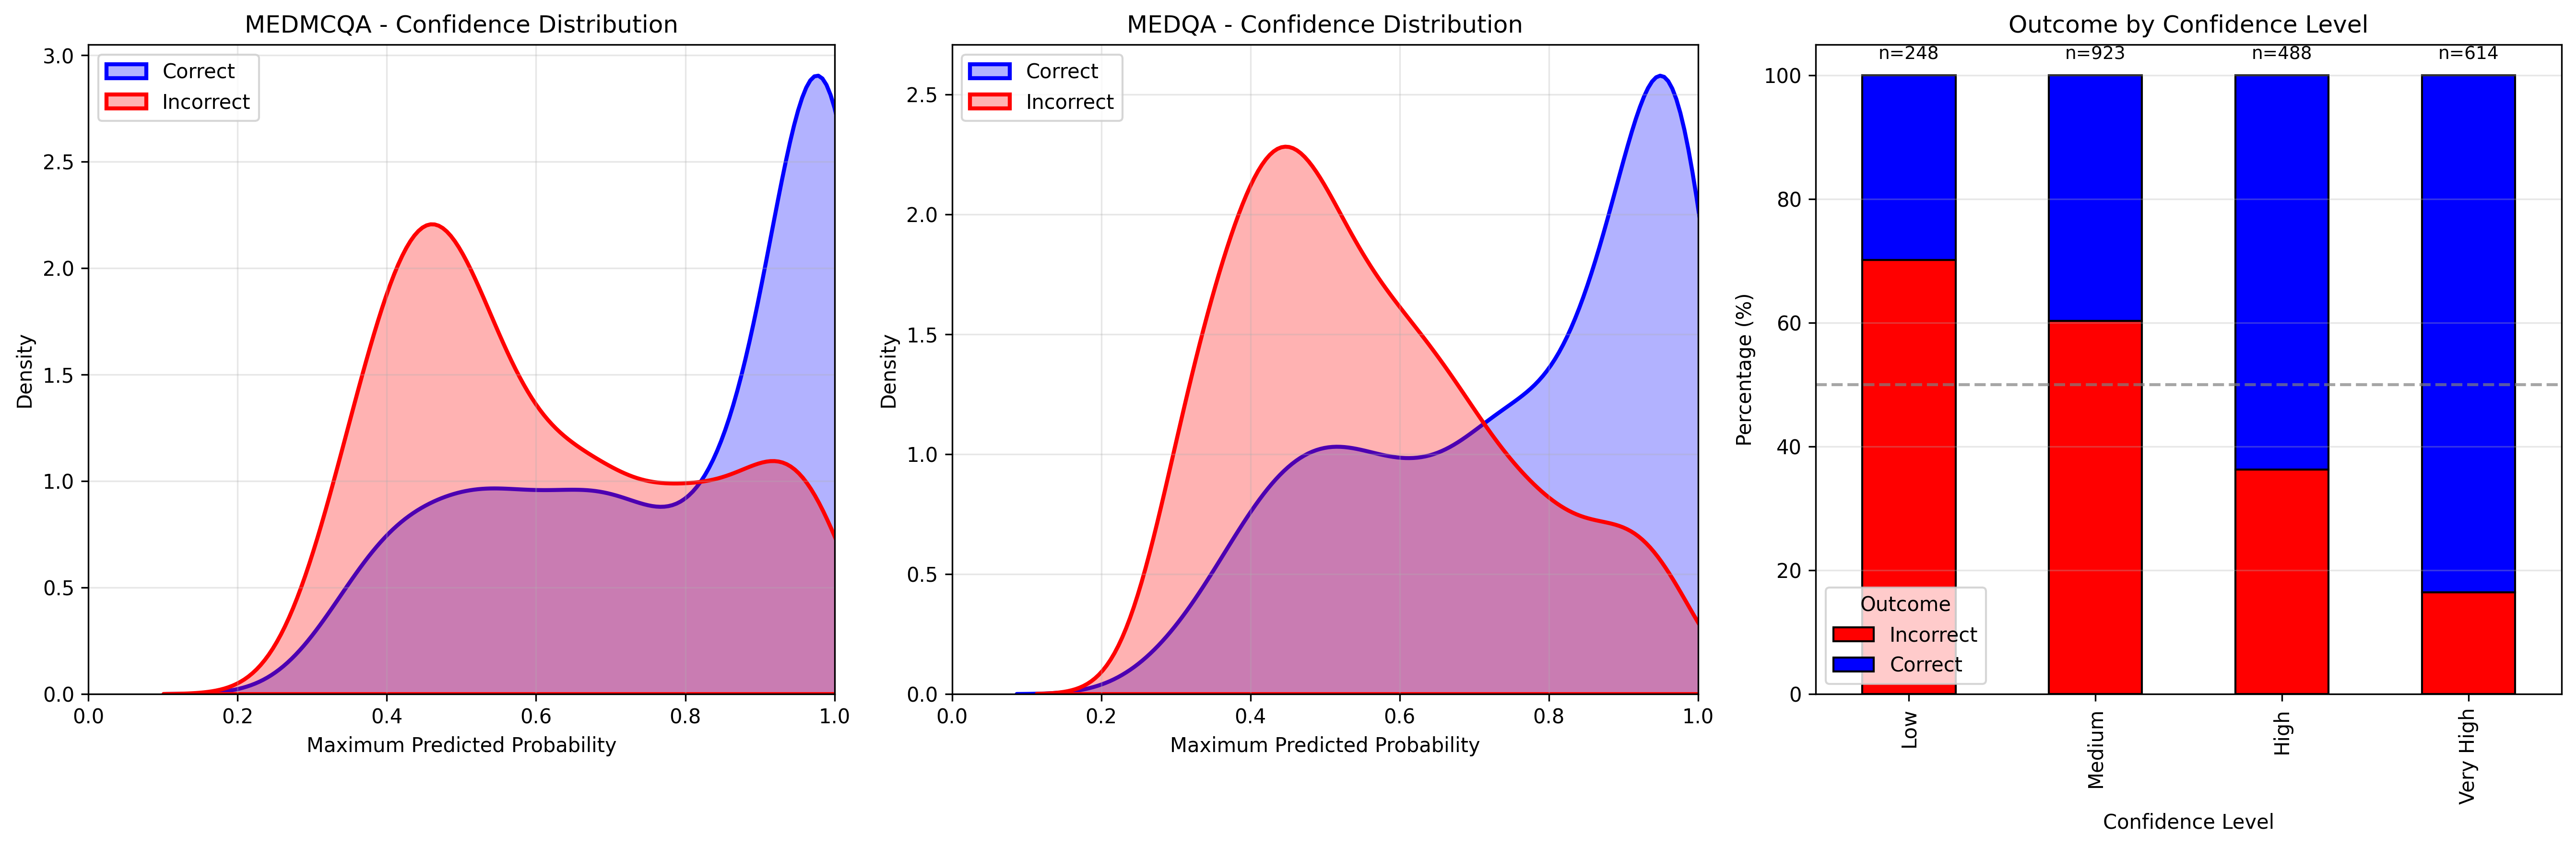 MEDMCQA - Confidence Distribution
3.0
2.5
2.0
1.5
1.0
0.5
0.0
Density
Correct
Incorrect
0.0 0.2 0.4 0.6 0.8 1.0
Maximum Predicted Probability
MEDQA - Confidence Distribution
2.5
2.0
1.5
1.0
0.5
0.0
Density
Correct
Incorrect
0.0 0.2 0.4 0.6 0.8 1.0
Maximum Predicted Probability
Outcome by Confidence Level
n=248 n=923 n=488 n=614
100
80
60
40
20
0
Percentage (%)
Outcome
Incorrect
Correct
Low Medium High Very High
Confidence Level